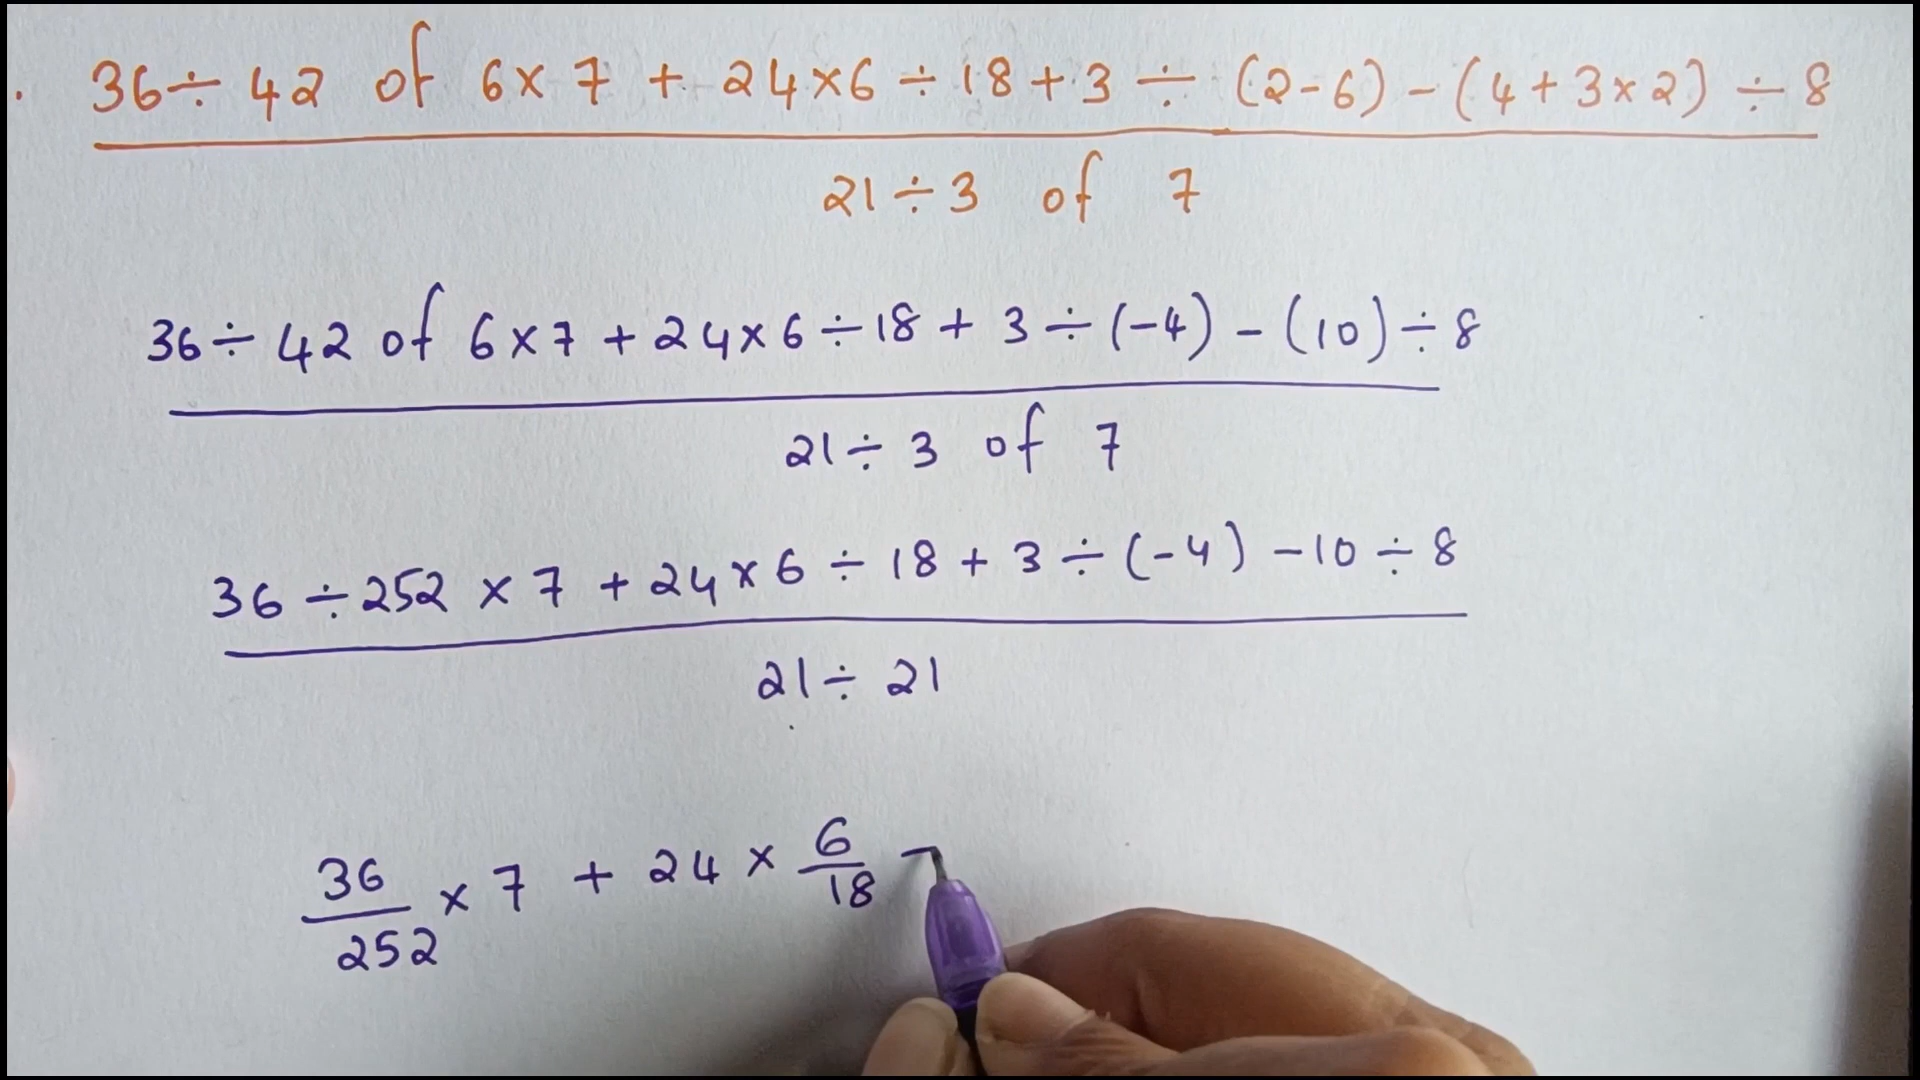 36 ÷ 42 of 6 × 7 + 24 × 6 ÷ 18 + 3 ÷ (2 - 6) - (4 + 3 × 2) ÷ 8
21 ÷ 3 of 7
36 ÷ 42 of 6 × 7 + 24 × 6 ÷ 18 + 3 ÷ (-4) - (10) ÷ 8
21 ÷ 3 of 7
36 ÷ 252 × 7 + 24 × 6 ÷ 18 + 3 ÷ (-4) - 10 ÷ 8
21 ÷ 21
36/252 × 7 + 24 × 6/18 -